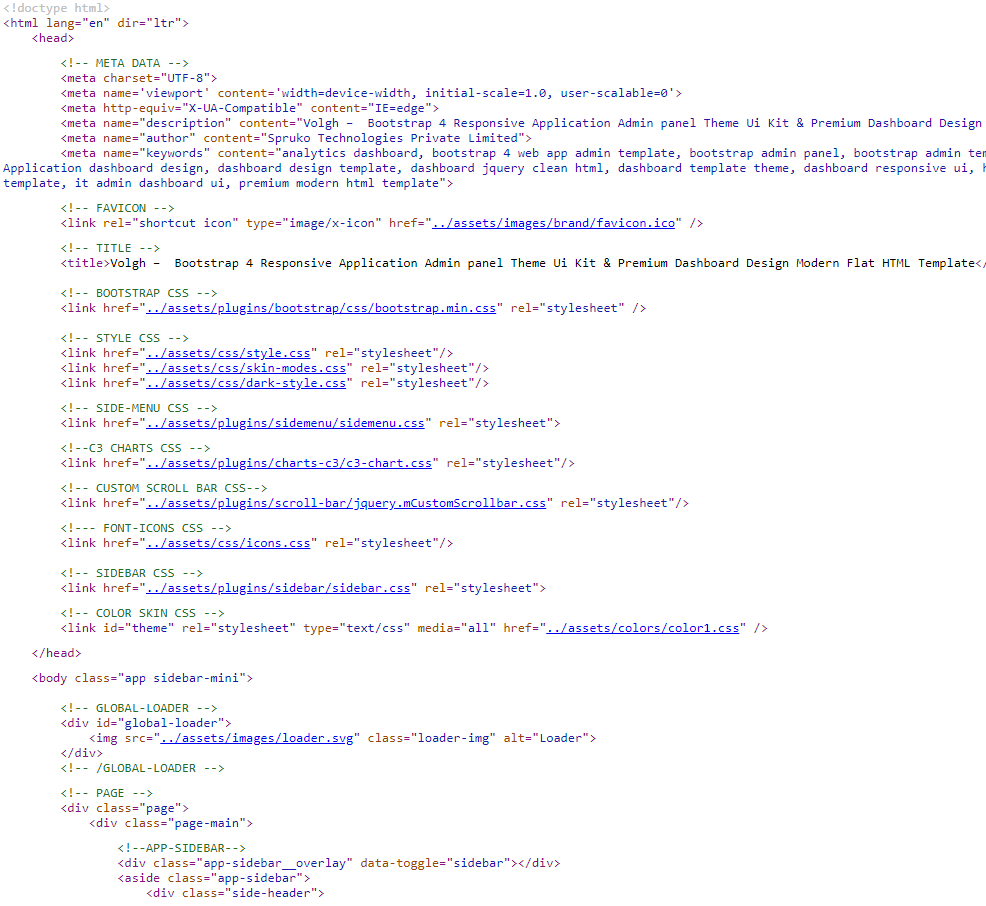 <!doctype html>
<html lang="en" dir="ltr">
<head>
<!-- META DATA -->
<meta charset="UTF-8">
<meta name='viewport' content='width=device-width, initial-scale=1.0, user-scalable=0'>
<meta http-equiv="X-UA-Compatible" content="IE=edge">
<meta name="description" content="Volgh –  Bootstrap 4 Responsive Application Admin panel Theme Ui Kit & Premium Dashboard Design
<meta name="author" content="Spruko Technologies Private Limited">
<meta name="keywords" content="analytics dashboard, bootstrap 4 web app admin template, bootstrap admin panel, bootstrap admin
Application dashboard design, dashboard design template, dashboard jquery clean html, dashboard template theme, dashboard responsive ui,
template, it admin dashboard ui, premium modern html template">
<!-- FAVICON -->
<link rel="shortcut icon" type="image/x-icon" href="../assets/images/brand/favicon.ico" />
<!-- TITLE -->
<title>Volgh –  Bootstrap 4 Responsive Application Admin panel Theme Ui Kit & Premium Dashboard Design Modern Flat HTML Template</
<!-- BOOTSTRAP CSS -->
<link href="../assets/plugins/bootstrap/css/bootstrap.min.css" rel="stylesheet" />
<!-- STYLE CSS -->
<link href="../assets/css/style.css" rel="stylesheet"/>
<link href="../assets/css/skin-modes.css" rel="stylesheet"/>
<link href="../assets/css/dark-style.css" rel="stylesheet"/>
<!-- SIDE-MENU CSS -->
<link href="../assets/plugins/sidemenu/sidemenu.css" rel="stylesheet">
<!--C3 CHARTS CSS -->
<link href="../assets/plugins/charts-c3/c3-chart.css" rel="stylesheet"/>
<!-- CUSTOM SCROLL BAR CSS-->
<link href="../assets/plugins/scroll-bar/jquery.mCustomScrollbar.css" rel="stylesheet"/>
<!--- FONT-ICONS CSS -->
<link href="../assets/css/icons.css" rel="stylesheet"/>
<!-- SIDEBAR CSS -->
<link href="../assets/plugins/sidebar/sidebar.css" rel="stylesheet">
<!-- COLOR SKIN CSS -->
<link id="theme" rel="stylesheet" type="text/css" media="all" href="../assets/colors/color1.css" />
</head>
<body class="app sidebar-mini">
<!-- GLOBAL-LOADER -->
<div id="global-loader">
<img src="../assets/images/loader.svg" class="loader-img" alt="Loader">
</div>
<!-- /GLOBAL-LOADER -->
<!-- PAGE -->
<div class="page">
<div class="page-main">
<!--APP-SIDEBAR-->
<div class="app-sidebar__overlay" data-toggle="sidebar"></div>
<aside class="app-sidebar">
<div class="side-header">